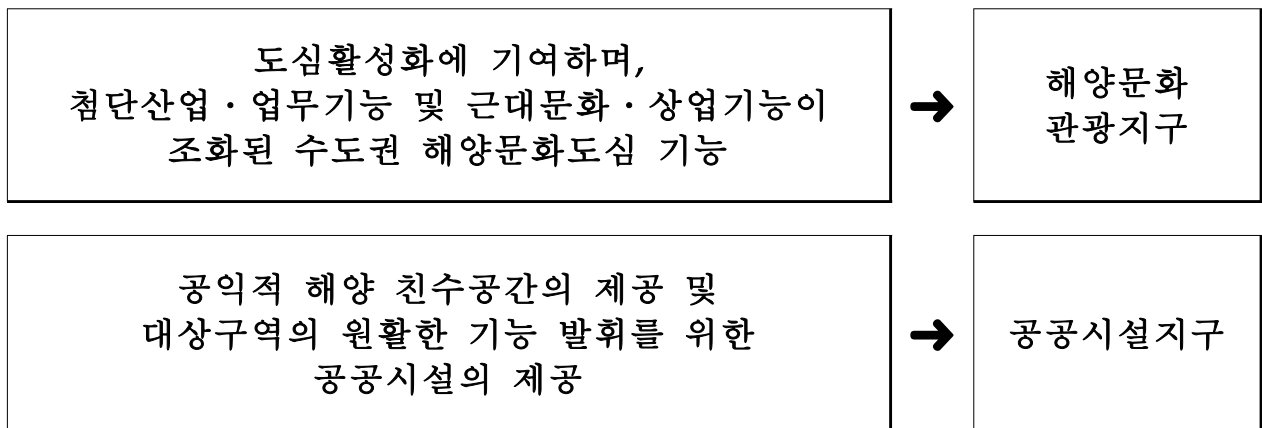 도심활성화에 기여하며,
첨단산업·업무기능 및 근대문화·상업기능이
조화된 수도권 해양문화도심 기능
➜
해양문화
관광지구
공익적 해양 친수공간의 제공 및
대상구역의 원활한 기능 발휘를 위한
공공시설의 제공
➜
공공시설지구